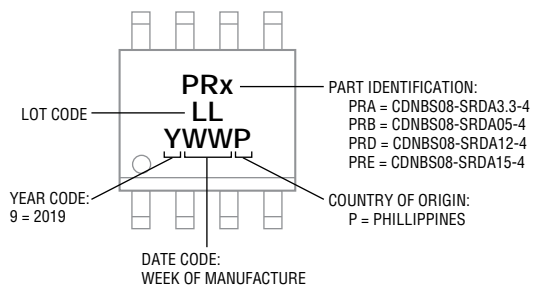 PRx
LL
YWWP
LOT CODE
PART IDENTIFICATION:
PRA = CDNBS08-SRDA3.3-4
PRB = CDNBS08-SRDA05-4
PRD = CDNBS08-SRDA12-4
PRE = CDNBS08-SRDA15-4
YEAR CODE:
9 = 2019
COUNTRY OF ORIGIN:
P = PHILLIPPINES
DATE CODE:
WEEK OF MANUFACTURE